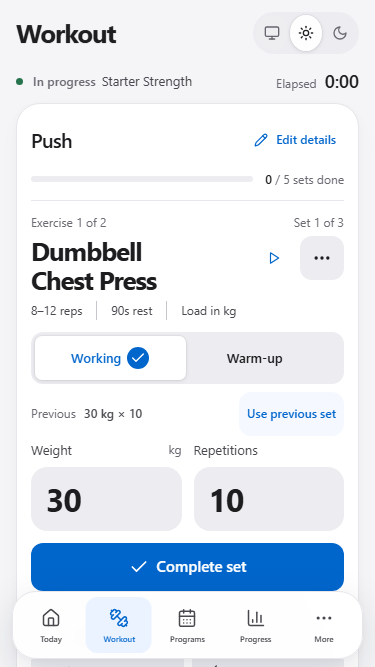 Workout
In progress Starter Strength
Elapsed 0:00
Push
Edit details
0 / 5 sets done
Exercise 1 of 2
Set 1 of 3
Dumbbell
Chest Press
8–12 reps
90s rest
Load in kg
Working
Warm-up
Previous 30 kg × 10
Use previous set
Weight
kg
Repetitions
30
10
Complete set
Today
Workout
Programs
Progress
More